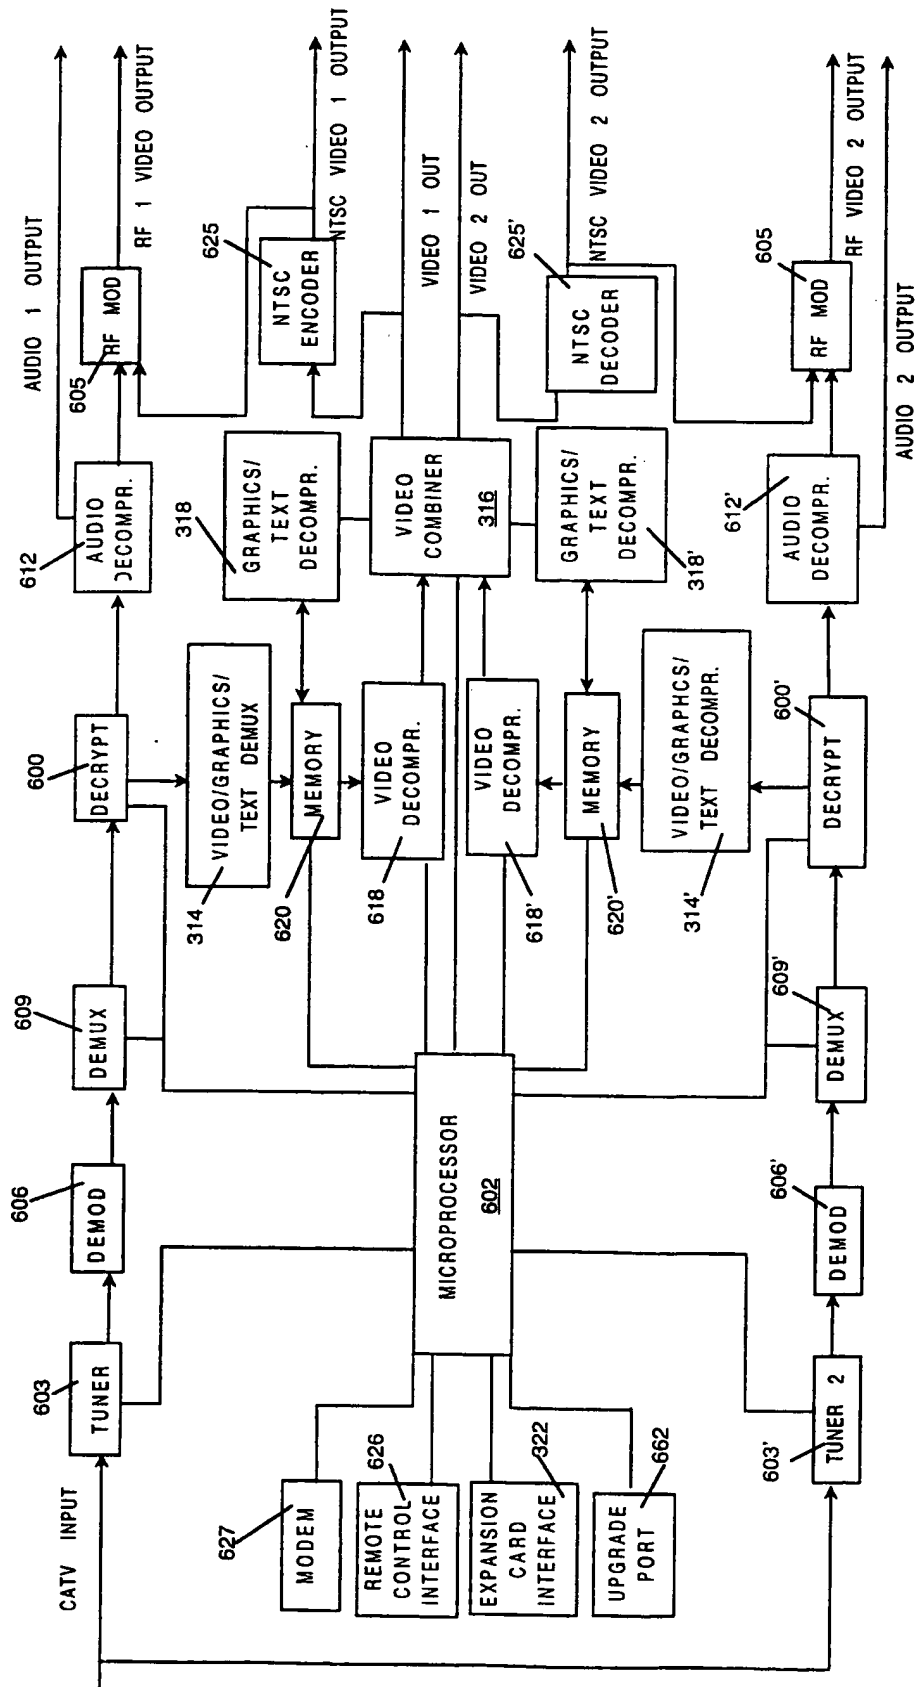 CATV INPUT
603
TUNER
606
DEMOD
609
DEMUX
600
DECRYPT
612
AUDIO
DECOMPR.
605
RF MOD
AUDIO 1 OUTPUT
RF 1 VIDEO OUTPUT
314
VIDEO/GRAPHICS/
TEXT DEMUX
318
GRAPHICS/
TEXT
DECOMPR.
625
NTSC
ENCODER
NTSC VIDEO 1 OUTPUT
620
MEMORY
618
VIDEO
DECOMPR.
VIDEO
COMBINER
316
VIDEO 1 OUT
VIDEO 2 OUT
627
MODEM
626
REMOTE
CONTROL
INTERFACE
322
EXPANSION
CARD
INTERFACE
662
UPGRADE
PORT
MICROPROCESSOR
602
618'
VIDEO
DECOMPR.
620'
MEMORY
318'
GRAPHICS/
TEXT
DECOMPR.
625'
NTSC
DECODER
NTSC VIDEO 2 OUTPUT
314'
VIDEO/GRAPHCS/
TEXT DECOMPR.
603'
TUNER 2
606'
DEMOD
609'
DEMUX
600'
DECRYPT
612'
AUDIO
DECOMPR.
605
RF MOD
RF VIDEO 2 OUTPUT
AUDIO 2 OUTPUT